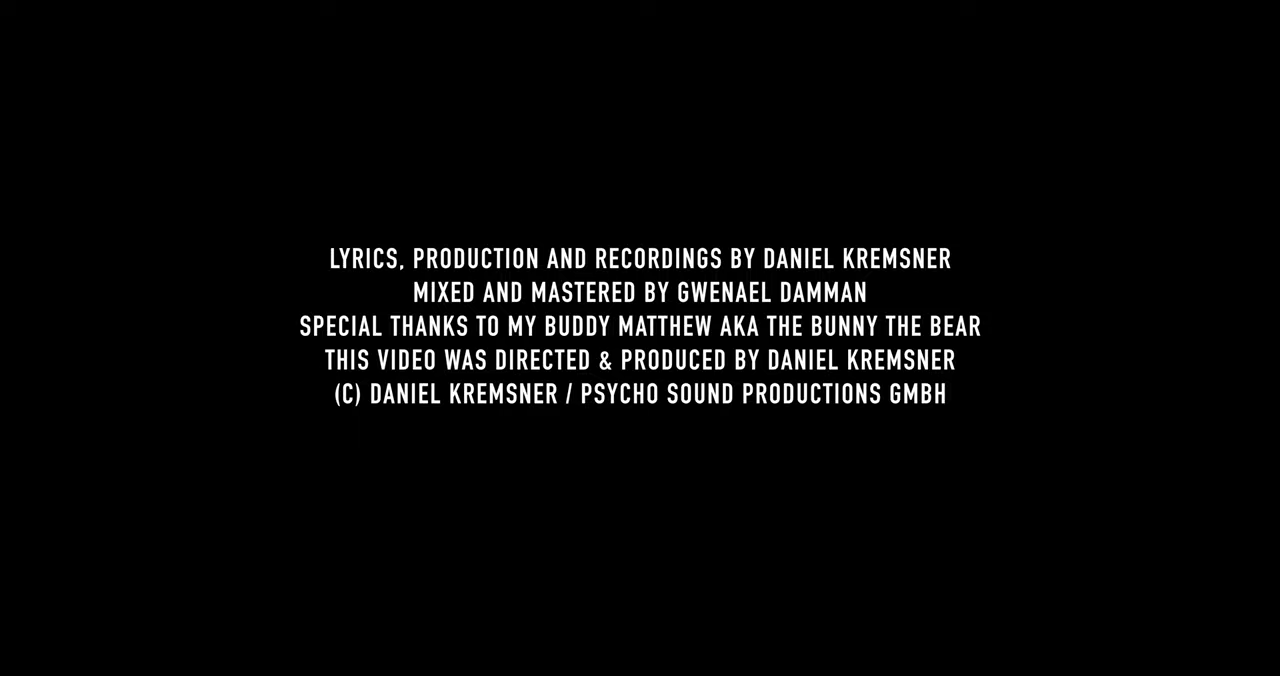 LYRICS, PRODUCTION AND RECORDINGS BY DANIEL KREMSNER
MIXED AND MASTERED BY GWENAEL DAMMAN
SPECIAL THANKS TO MY BUDDY MATTHEW AKA THE BUNNY THE BEAR
THIS VIDEO WAS DIRECTED & PRODUCED BY DANIEL KREMSNER
(C) DANIEL KREMSNER / PSYCHO SOUND PRODUCTIONS GMBH